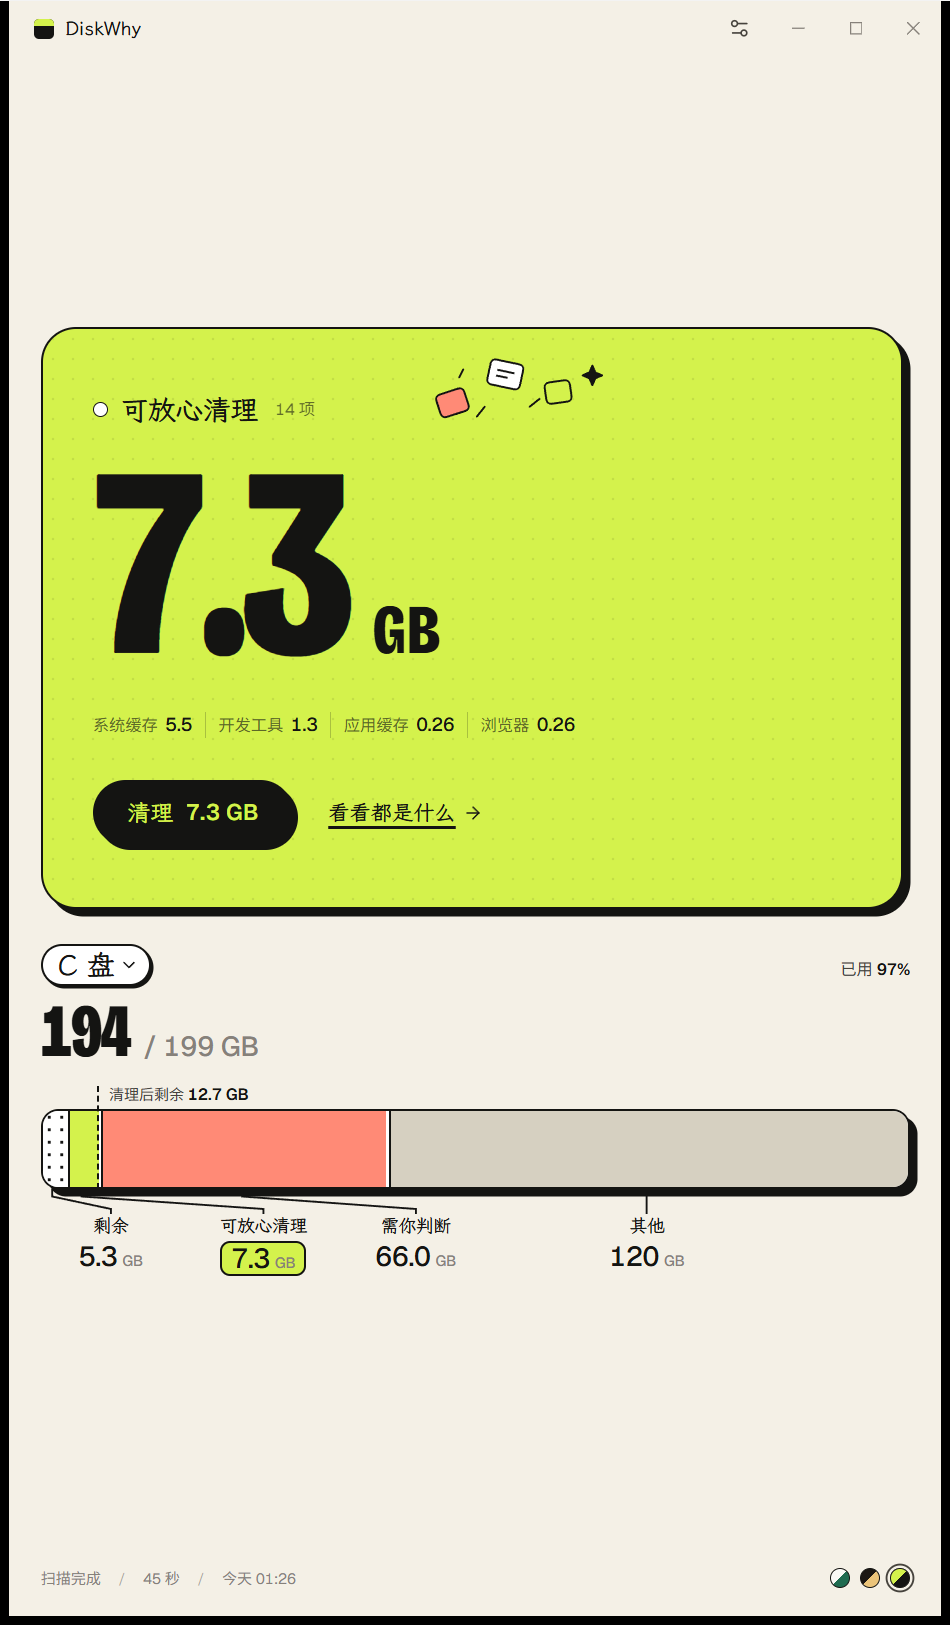 DiskWhy
可放心清理 14 项
7.3 GB
系统缓存 5.5 开发工具 1.3 应用缓存 0.26 浏览器 0.26
清理 7.3 GB 看看都是什么 →
C 盘 已用 97%
194 / 199 GB
清理后剩余 12.7 GB
剩余 可放心清理 需你判断 其他
5.3 GB 7.3 GB 66.0 GB 120 GB
扫描完成 / 45 秒 / 今天 01:26